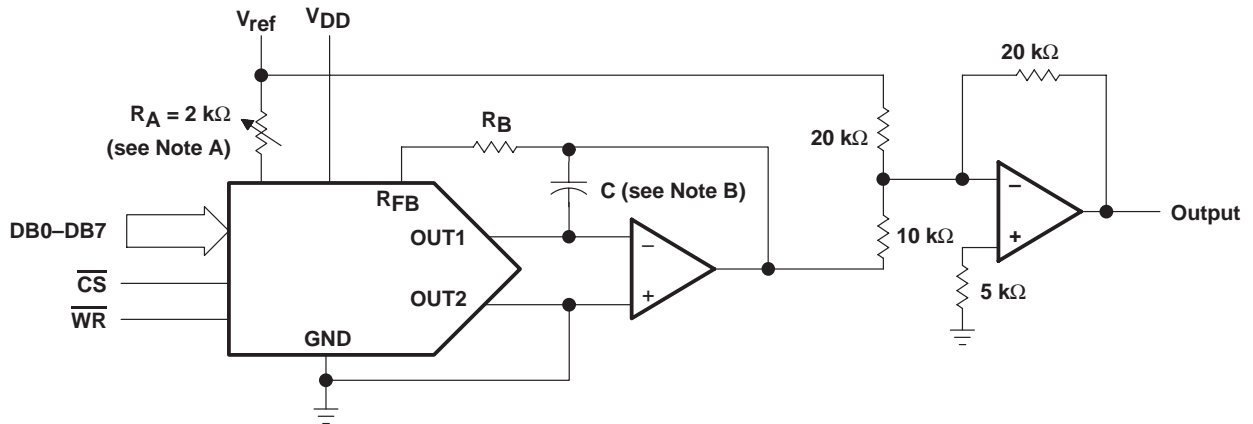 Vref
VDD
20 kΩ
RA = 2 kΩ
(see Note A)
RB
20 kΩ
RFB
C (see Note B)
DB0–DB7
OUT1
−
−
Output
10 kΩ
+
CS
OUT2
+
5 kΩ
WR
GND